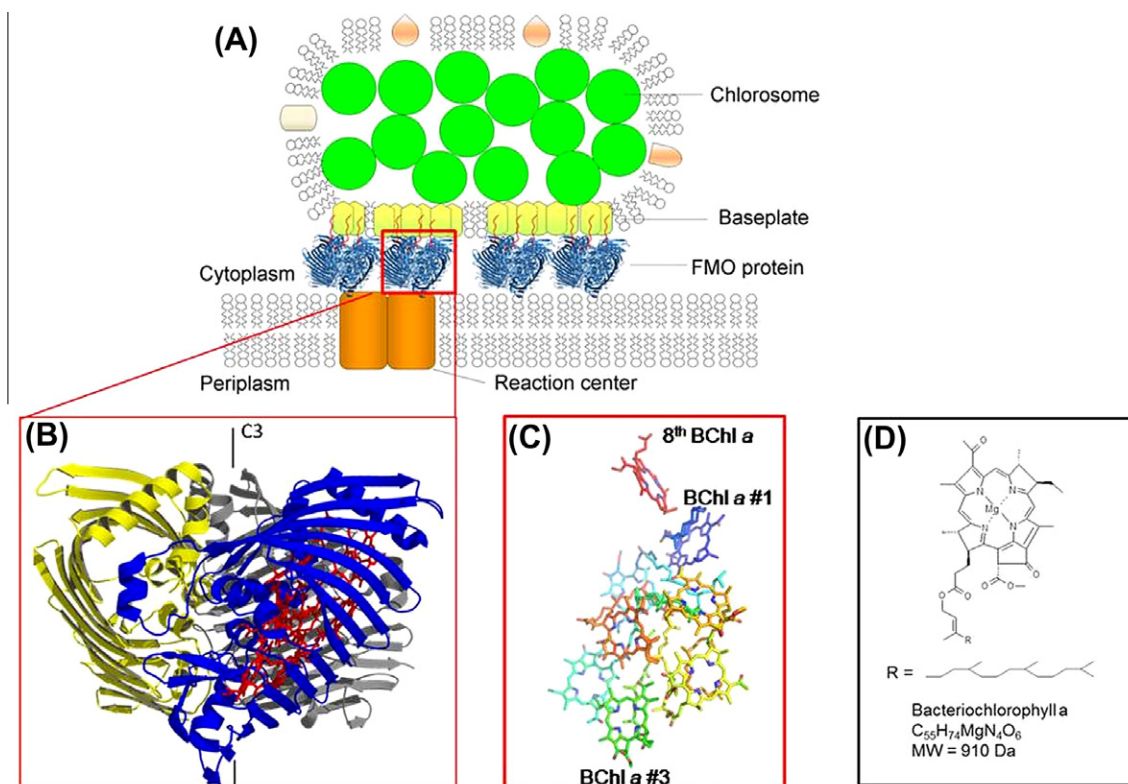 (A)
Chlorosome
Baseplate
Cytoplasm
FMO protein
Periplasm
Reaction center
(B)
C3
(C)
8th BChl a
BChl a #1
BChl a #3
(D)
O
N
N
Mg
N
N
O
O
O
O
O
R
R =
Bacteriochlorophyll a
C55H74MgN4O6
MW = 910 Da